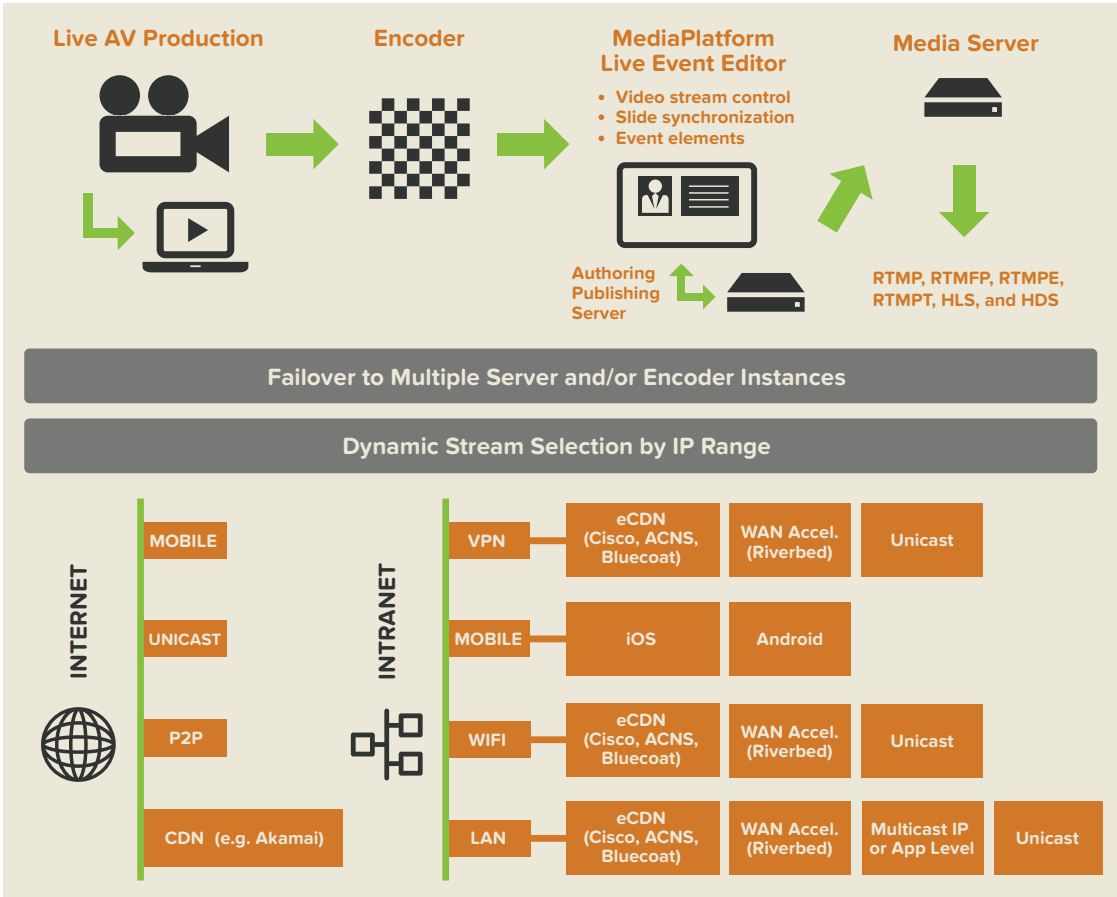 Live AV Production
Encoder
MediaPlatform
Live Event Editor
• Video stream control
• Slide synchronization
• Event elements
Media Server
Authoring
Publishing
Server
RTMP, RTMFP, RTMPE,
RTMPT, HLS, and HDS
Failover to Multiple Server and/or Encoder Instances
Dynamic Stream Selection by IP Range
INTERNET
MOBILE
UNICAST
P2P
CDN (e.g. Akamai)
INTRANET
VPN
eCDN
(Cisco, ACNS,
Bluecoat)
WAN Accel.
(Riverbed)
Unicast
MOBILE
iOS
Android
WIFI
eCDN
(Cisco, ACNS,
Bluecoat)
WAN Accel.
(Riverbed)
Unicast
LAN
eCDN
(Cisco, ACNS,
Bluecoat)
WAN Accel.
(Riverbed)
Multicast IP
or App Level
Unicast